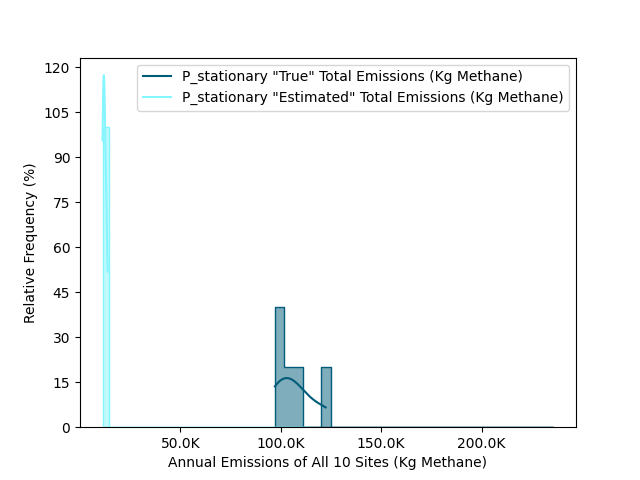 P_stationary "True" Total Emissions (Kg Methane)
P_stationary "Estimated" Total Emissions (Kg Methane)
120
105
90
75
60
45
30
15
0
Relative Frequency (%)
50.0K 100.0K 150.0K 200.0K
Annual Emissions of All 10 Sites (Kg Methane)